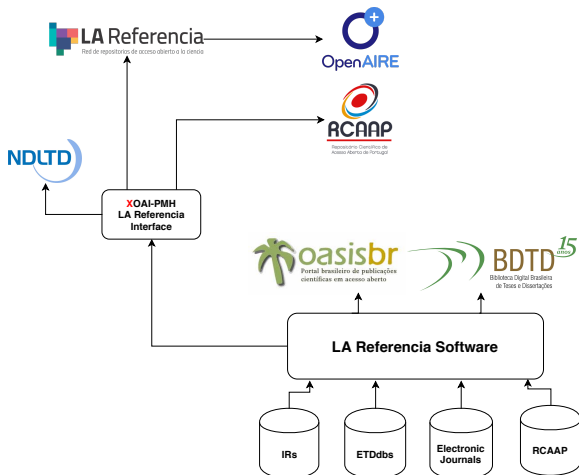 LA Referencia
Red de repositorios de acceso abierto a la ciencia
OpenAIRE
RCAAP
Repositório Científico de
Acesso Aberto de Portugal
NDLTD
XOAI-PMH
LA Referencia
Interface
oasisbr
Portal brasileiro de publicações
científicas em acesso aberto
BDTD
15
anos
Biblioteca Digital Brasileira
de Teses e Dissertações
LA Referencia Software
IRs
ETDdbs
Electronic
Journals
RCAAP